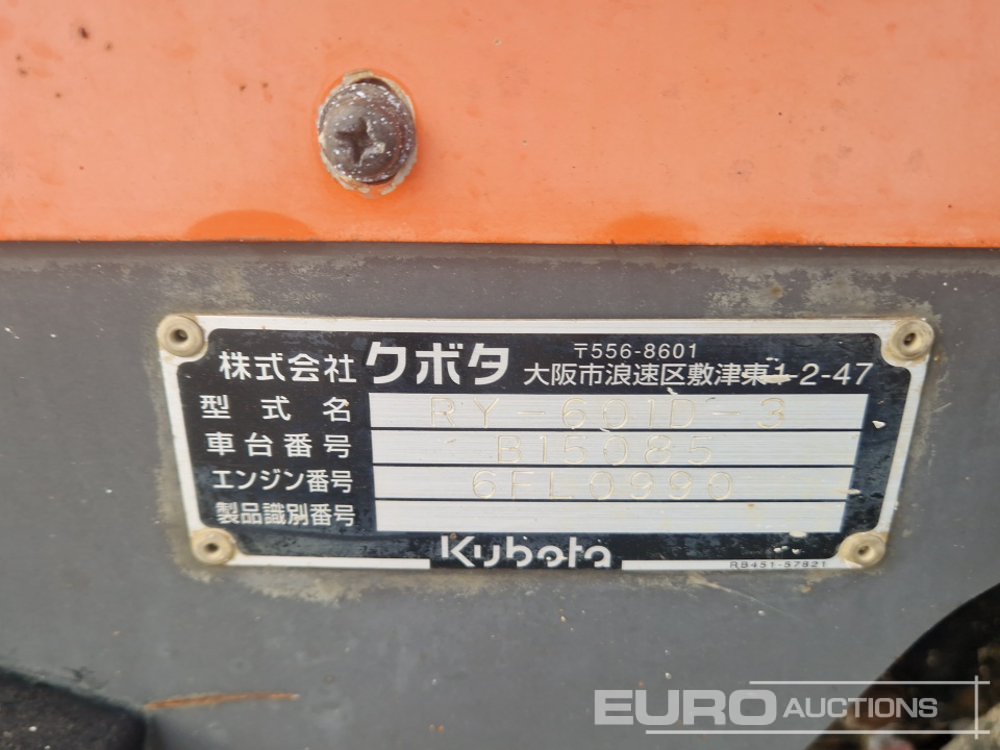 株式会社 クボタ 〒556-8601
大阪市浪速区敷津東1-2-47
型式名 RY-601D-3
車台番号 B15085
エンジン番号 6FL0990
製品識別番号
Kubota
RB451-57821
EURO AUCTIONS